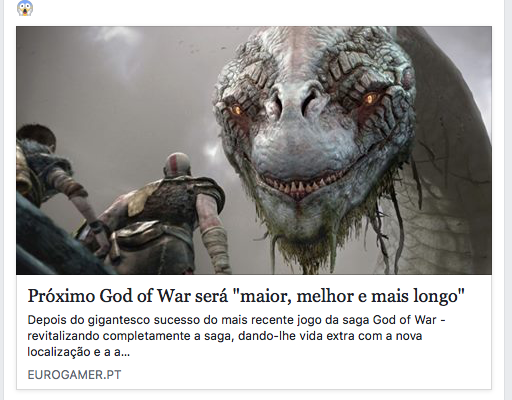 Próximo God of War será "maior, melhor e mais longo"
Depois do gigantesco sucesso do mais recente jogo da saga God of War -
revitalizando completamente a saga, dando-lhe vida extra com a nova
localização e a a...
EUROGAMER.PT